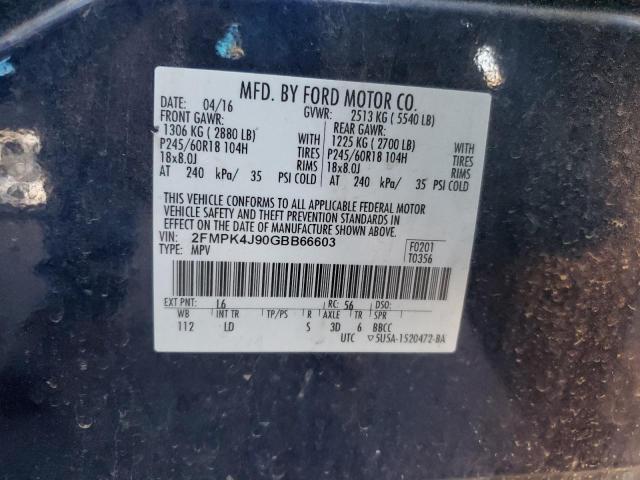 MFD. BY FORD MOTOR CO.
DATE: 04/16 GVWR: 2513 KG ( 5540 LB)
FRONT GAWR: REAR GAWR:
1306 KG ( 2880 LB) WITH 1225 KG ( 2700 LB) WITH
P245/60R18 104H TIRES P245/60R18 104H TIRES
18x8.0J RIMS 18x8.0J RIMS
AT 240 kPa/ 35 PSI COLD AT 240 kPa/ 35 PSI COLD
THIS VEHICLE CONFORMS TO ALL APPLICABLE FEDERAL MOTOR
VEHICLE SAFETY AND THEFT PREVENTION STANDARDS IN
EFFECT ON THE DATE OF MANUFACTURE SHOWN ABOVE.
VIN: 2FMPK4J90GBB66603 F0201
TYPE: MPV T0356
EXT PNT: L6 RC: 56 DSO:
WB INT TR TP/PS R AXLE TR SPR
112 LD S 3D 6 BBCC
UTC ▽5U5A-1520472-BA